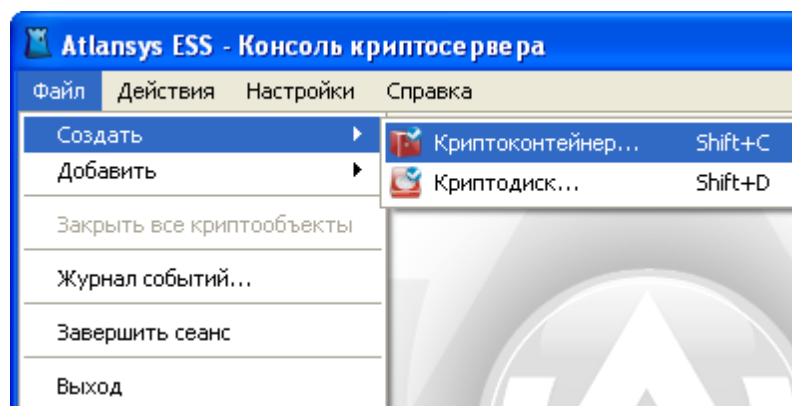 Atlansys ESS - Консоль криптосервера
Файл Действия Настройки Справка
Создать
Криптоконтейнер... Shift+C
Добавить
Криптодиск... Shift+D
Закрыть все криптообъекты
Журнал событий...
Завершить сеанс
Выход